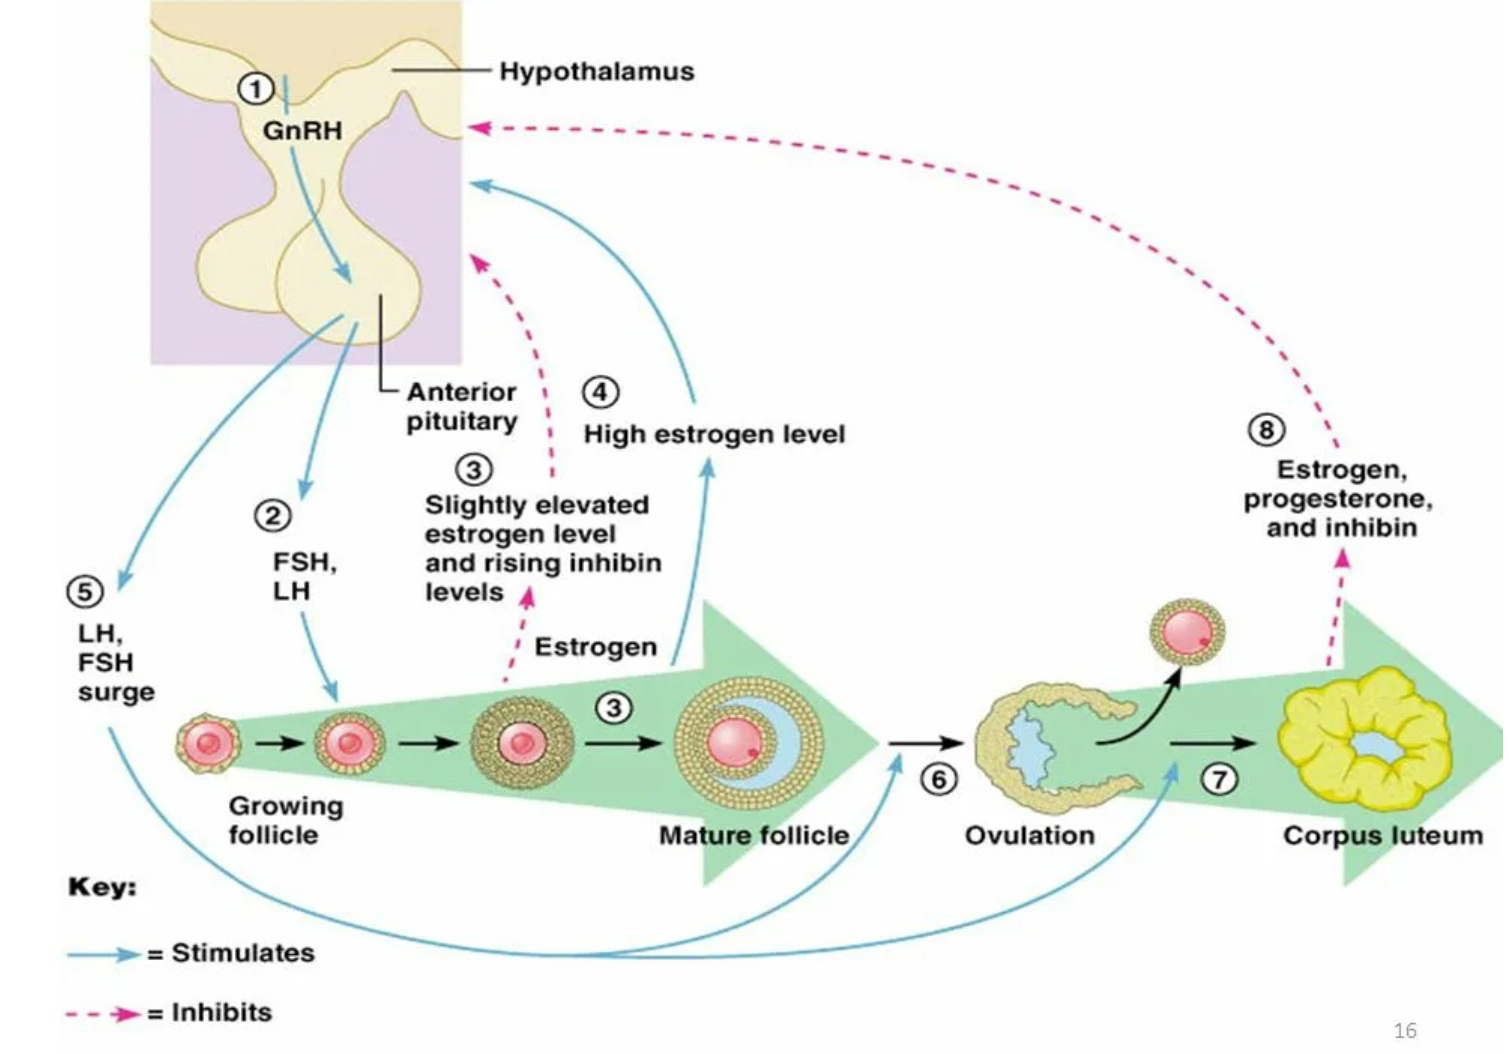 Hypothalamus
1
GnRH
Anterior
pituitary
4
High estrogen level
3
Slightly elevated
estrogen level
and rising inhibin
levels
8
Estrogen,
progesterone,
and inhibin
2
FSH,
LH
5
LH,
FSH
surge
Estrogen
3
6
7
Growing
follicle
Mature follicle
Ovulation
Corpus luteum
Key:
= Stimulates
= Inhibits
16